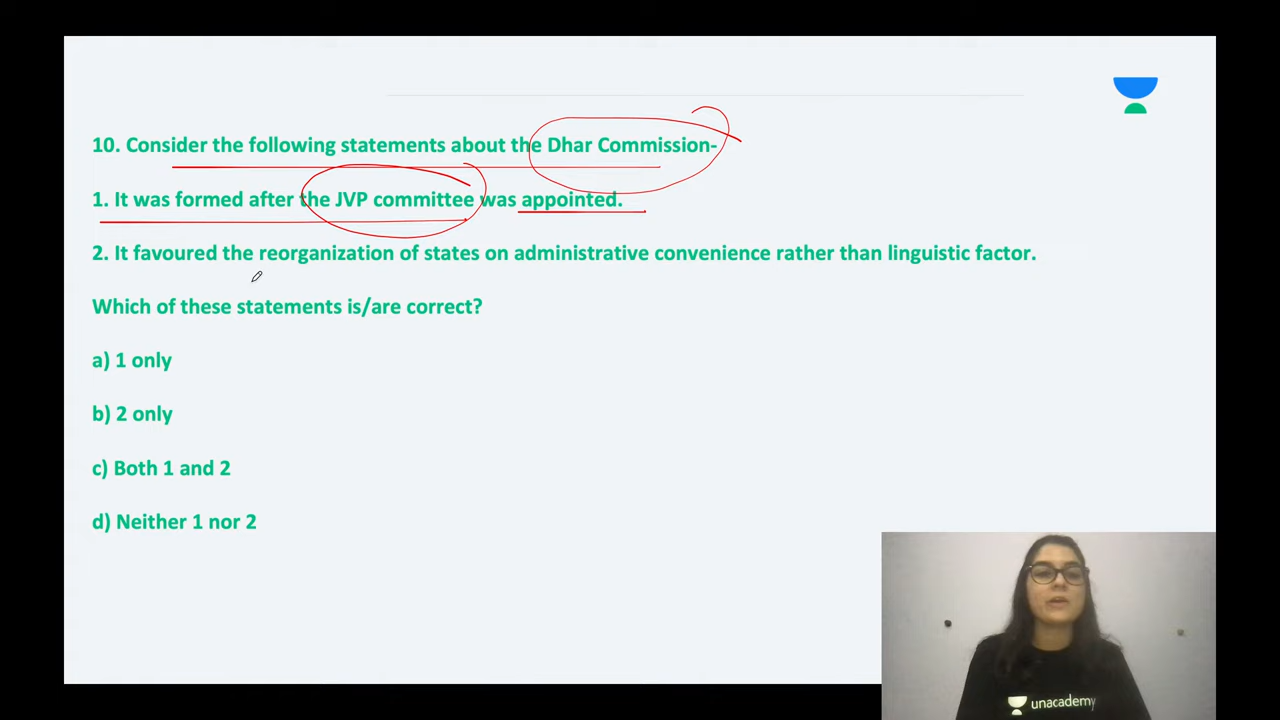 10. Consider the following statements about the Dhar Commission-
1. It was formed after the JVP committee was appointed.
2. It favoured the reorganization of states on administrative convenience rather than linguistic factor.
Which of these statements is/are correct?
a) 1 only
b) 2 only
c) Both 1 and 2
d) Neither 1 nor 2
unacademy